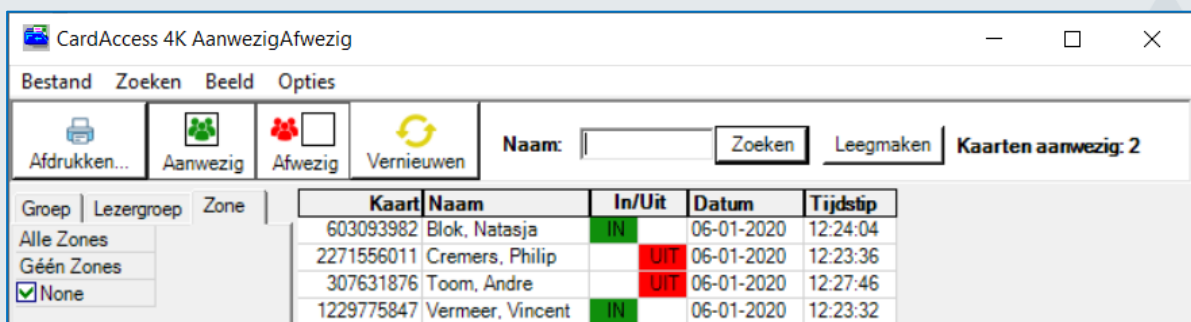 CardAccess 4K AanwezigAfwezig
Bestand Zoeken Beeld Opties
Afdrukken... Aanwezig Afwezig Vernieuwen Naam: Zoeken Leegmaken Kaarten aanwezig: 2
Groep Lezergroep Zone
Alle Zones
Géén Zones
None
Kaart Naam In/Uit Datum Tijdstip
603093982 Blok, Natasja IN 06-01-2020 12:24:04
2271556011 Cremers, Philip UIT 06-01-2020 12:23:36
307631876 Toom, Andre UIT 06-01-2020 12:27:46
1229775847 Vermeer, Vincent IN 06-01-2020 12:23:32